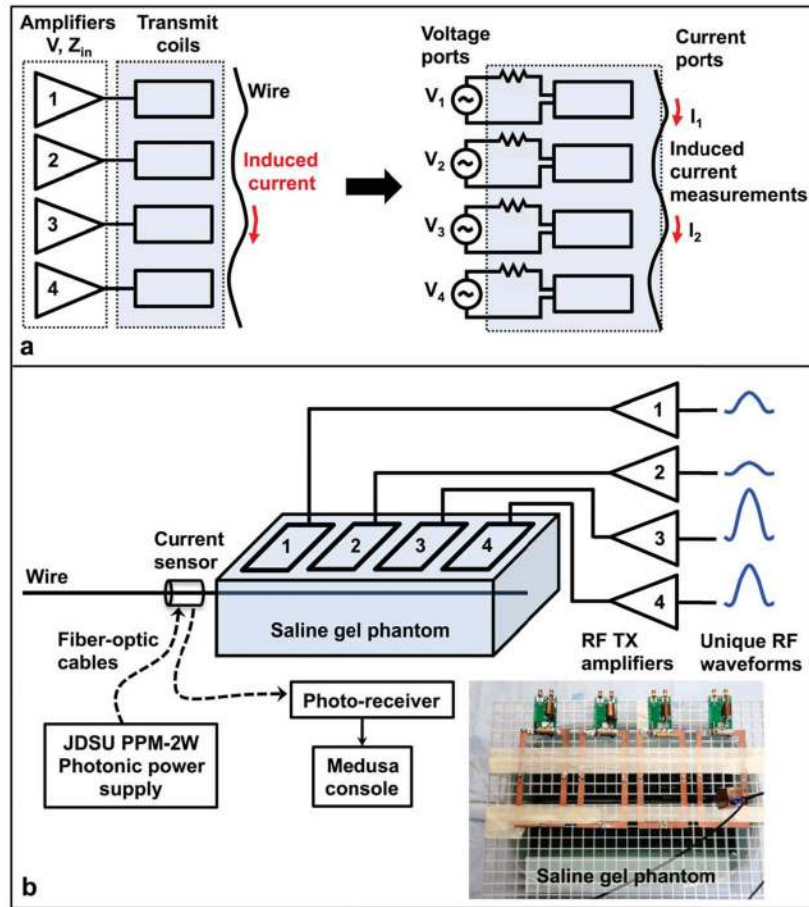 Amplifiers
V, Zin
Transmit
coils
1
2
3
4
Wire
Induced
current
Voltage
ports
V1
V2
V3
V4
Current
ports
I1
Induced
current
measurements
I2
a
1
2
3
4
1
2
3
4
Current
sensor
Wire
Saline gel phantom
Fiber-optic
cables
RF TX
amplifiers
Unique RF
waveforms
JDSU PPM-2W
Photonic power
supply
Photo-receiver
Medusa
console
Saline gel phantom
b